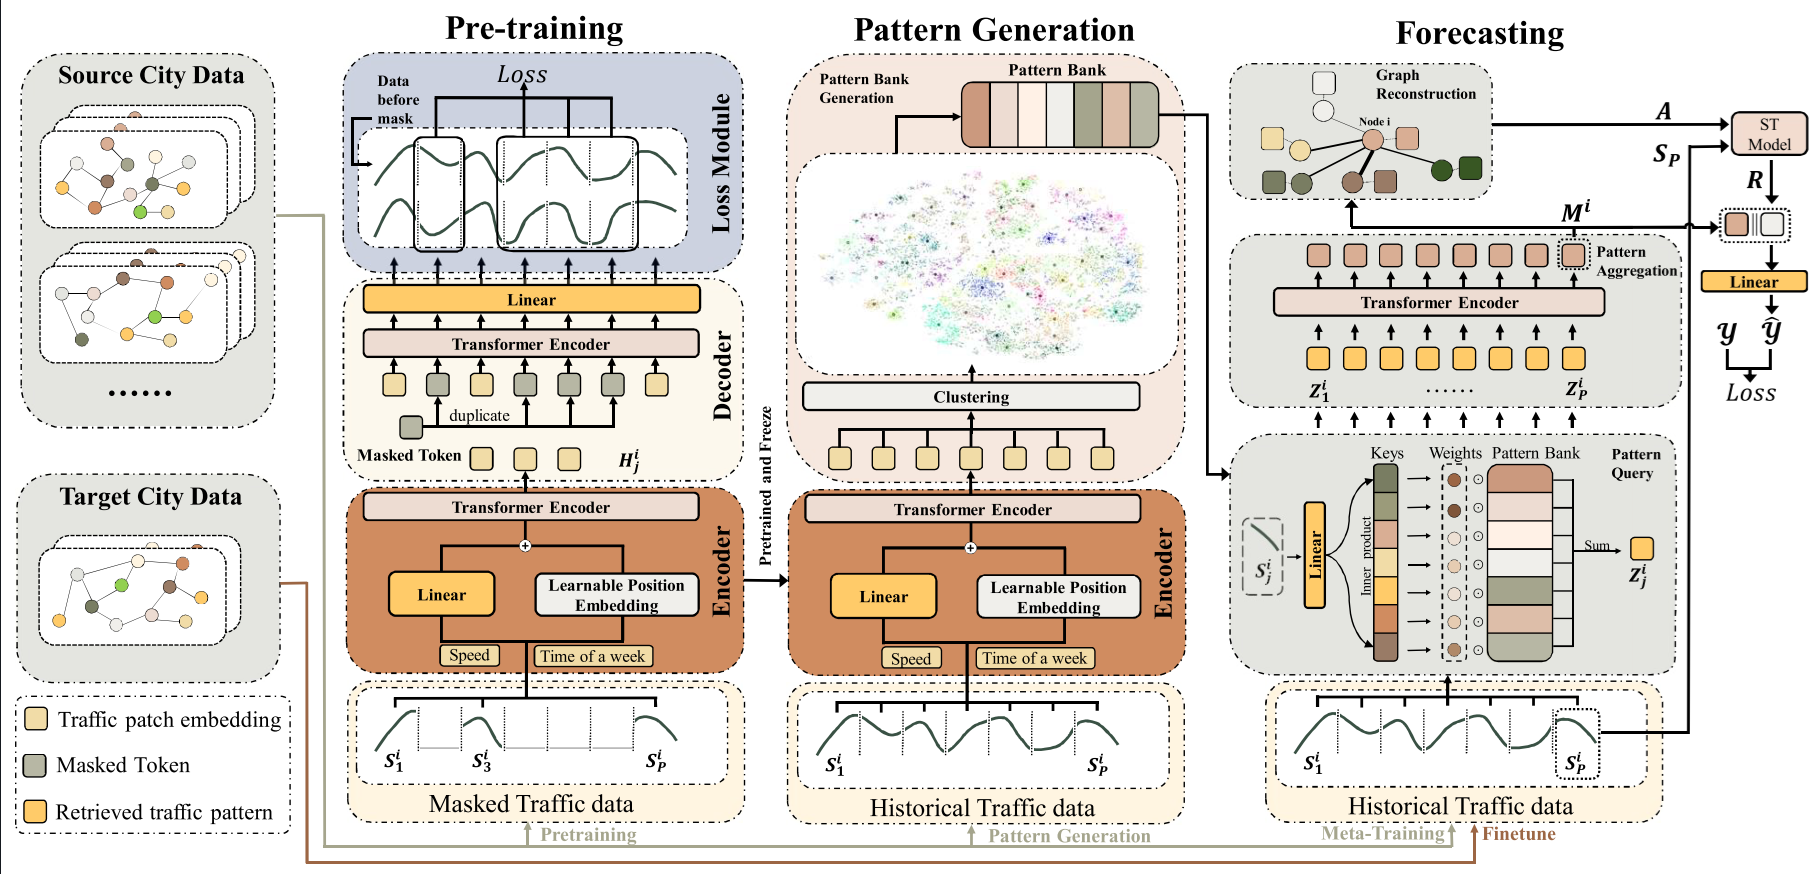 Pre-training
Pattern Generation
Forecasting
Source City Data
......
Target City Data
Traffic patch embedding
Masked Token
Retrieved traffic pattern
Data
before
mask
Loss
Loss Module
Linear
Transformer Encoder
Decoder
duplicate
Masked Token
H_j^i
Transformer Encoder
+
Linear
Learnable Position
Embedding
Encoder
Speed
Time of a week
S_1^i
S_3^i
S_P^i
Masked Traffic data
Pretraining
Pretrained and Freeze
Pattern Bank
Generation
Pattern Bank
Clustering
Transformer Encoder
+
Linear
Learnable Position
Embedding
Encoder
Speed
Time of a week
S_1^i
S_P^i
Historical Traffic data
Pattern Generation
Graph
Reconstruction
Node i
A
S_P
ST
Model
R
M^i
||
Linear
𝒴 𝒴̂
Loss
Pattern
Aggregation
Transformer Encoder
Z_1^i
......
Z_P^i
Keys
Weights
Pattern Bank
Pattern
Query
S_j^i
Linear
Inner product
⊙
⊙
⊙
⊙
⊙
⊙
⊙
Sum
Z_j^i
S_1^i
S_P^i
Historical Traffic data
Meta-Training
Finetune